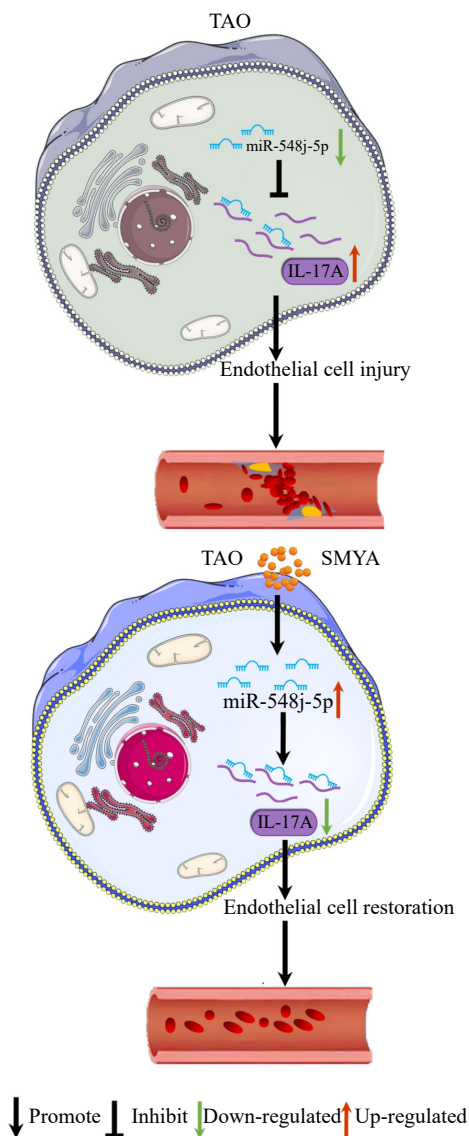 TAO
miR-548j-5p
IL-17A
Endothelial cell injury
TAO SMYA
miR-548j-5p
IL-17A
Endothelial cell restoration
Promote Inhibit Down-regulated Up-regulated